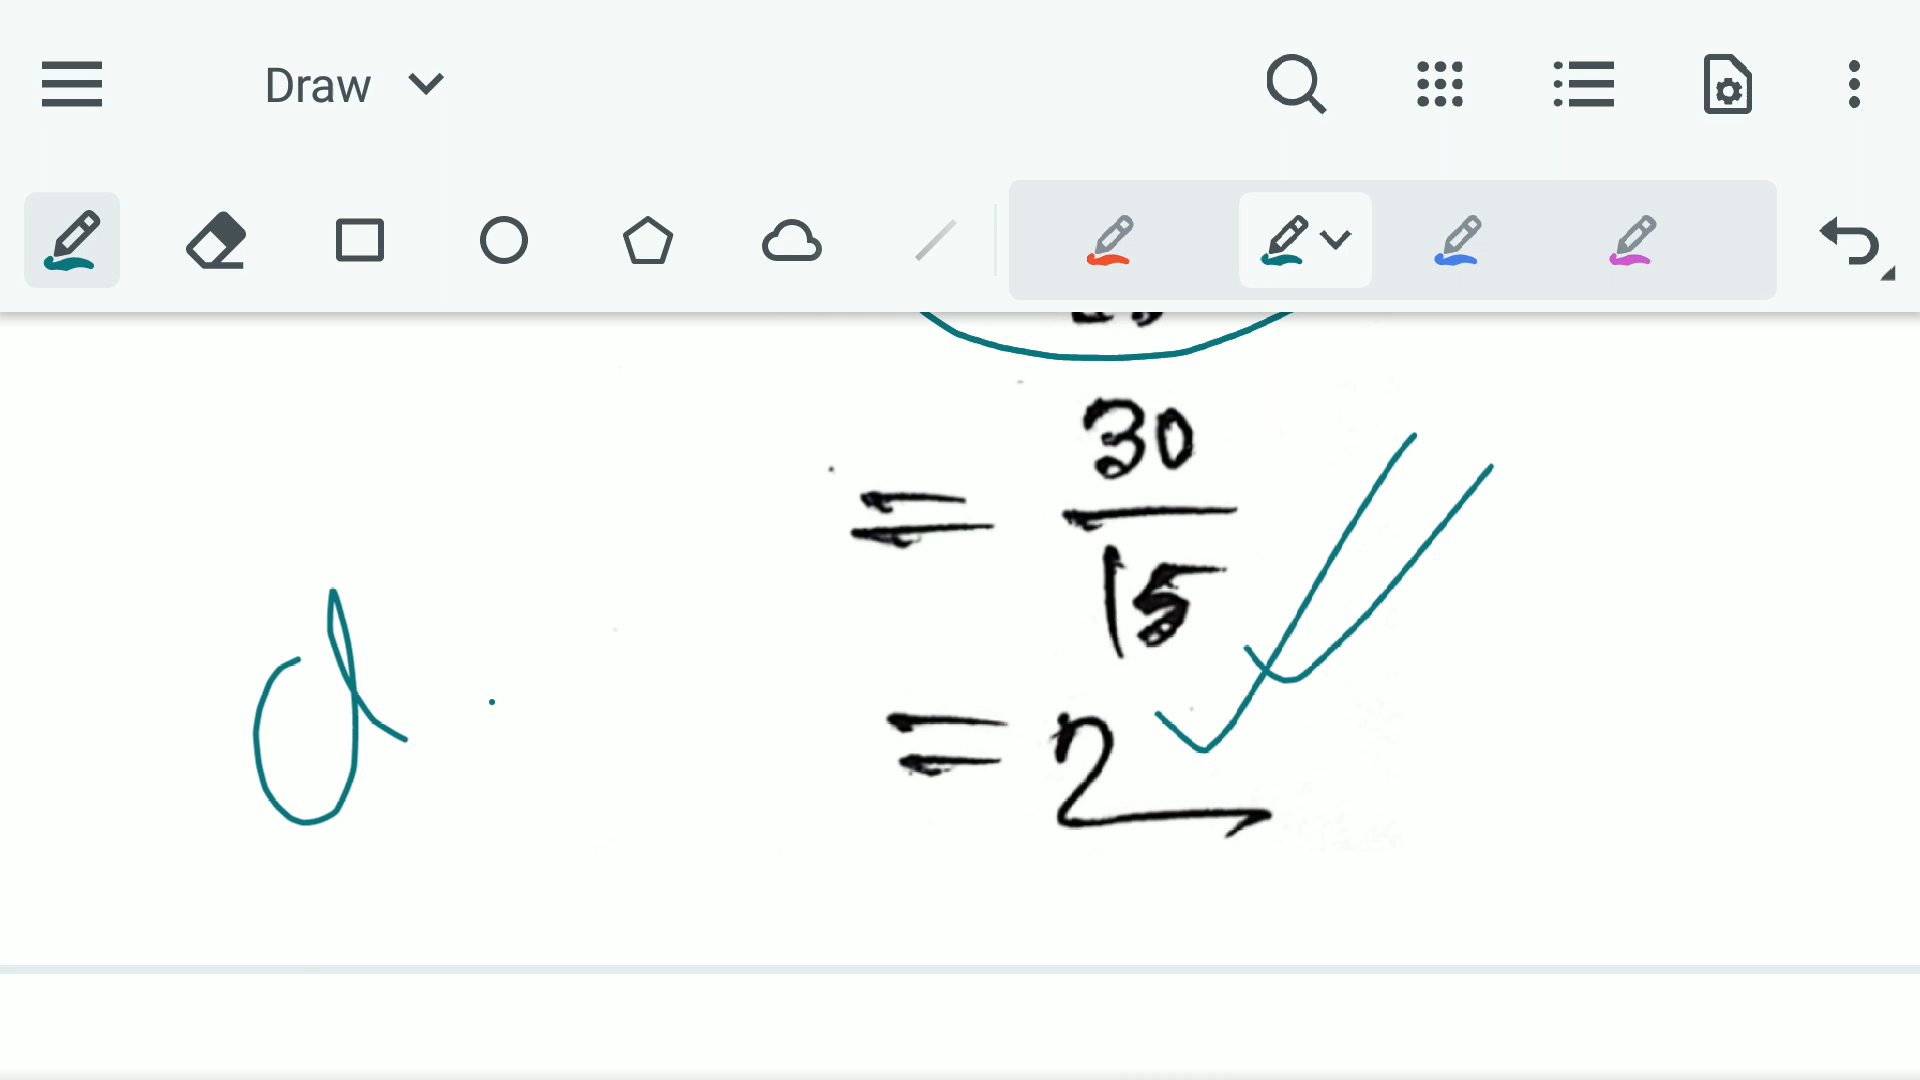 Draw
= 30
15
= 2
d